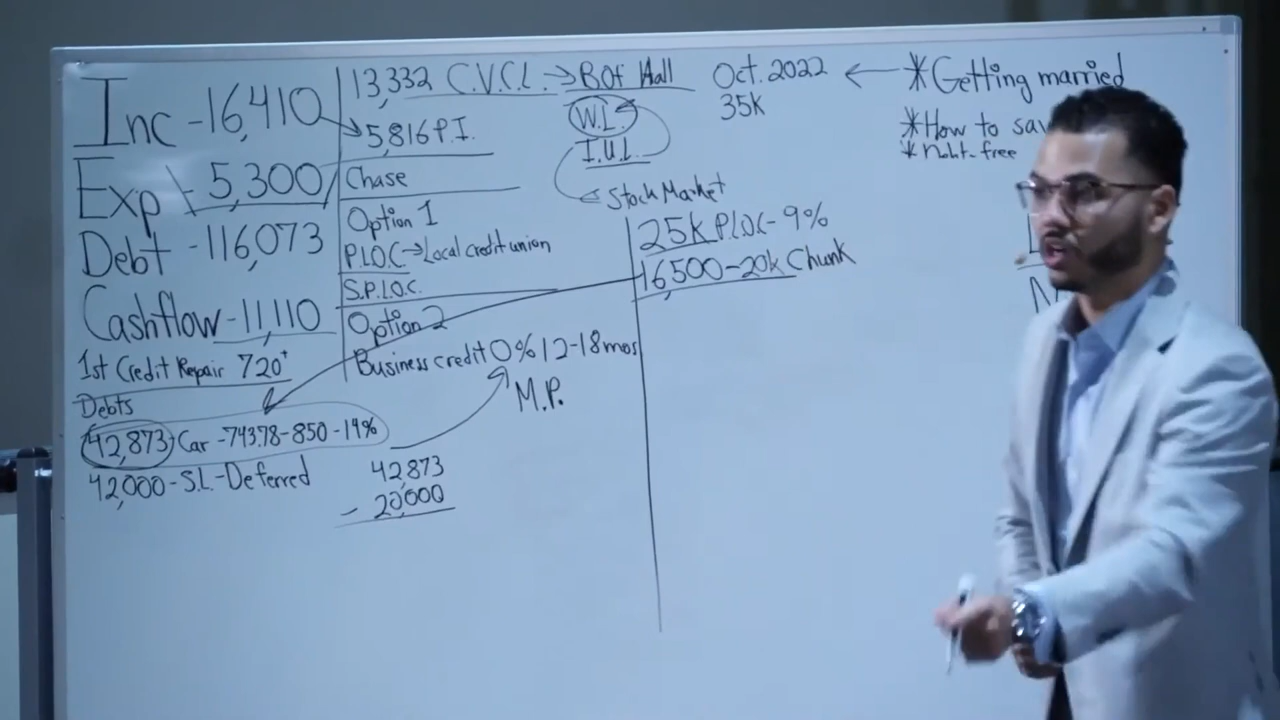 Inc - 16,410
Exp - 5,300
Debt - 116,073
Cashflow - 11,110
1st Credit Repair 720+
Debts
42,873 - Car - 743.78 - 850 - 14%
42,000 - S.L. - Deferred
42,873
- 20,000
13,332 C.V.C.L. → B of Wall
5,816 P.I.
Chase
Option 1
P.L.O.C → Local credit union
S.P.L.O.C.
Option 2
Business credit 0% 12-18 mos
M.P.
W.L
I.U.L.
Stock Market
Oct. 2022
35k
25k P.L.O.C - 9%
16,500 - 20k Chunk
← * Getting married
* How to sav
* Debt-free